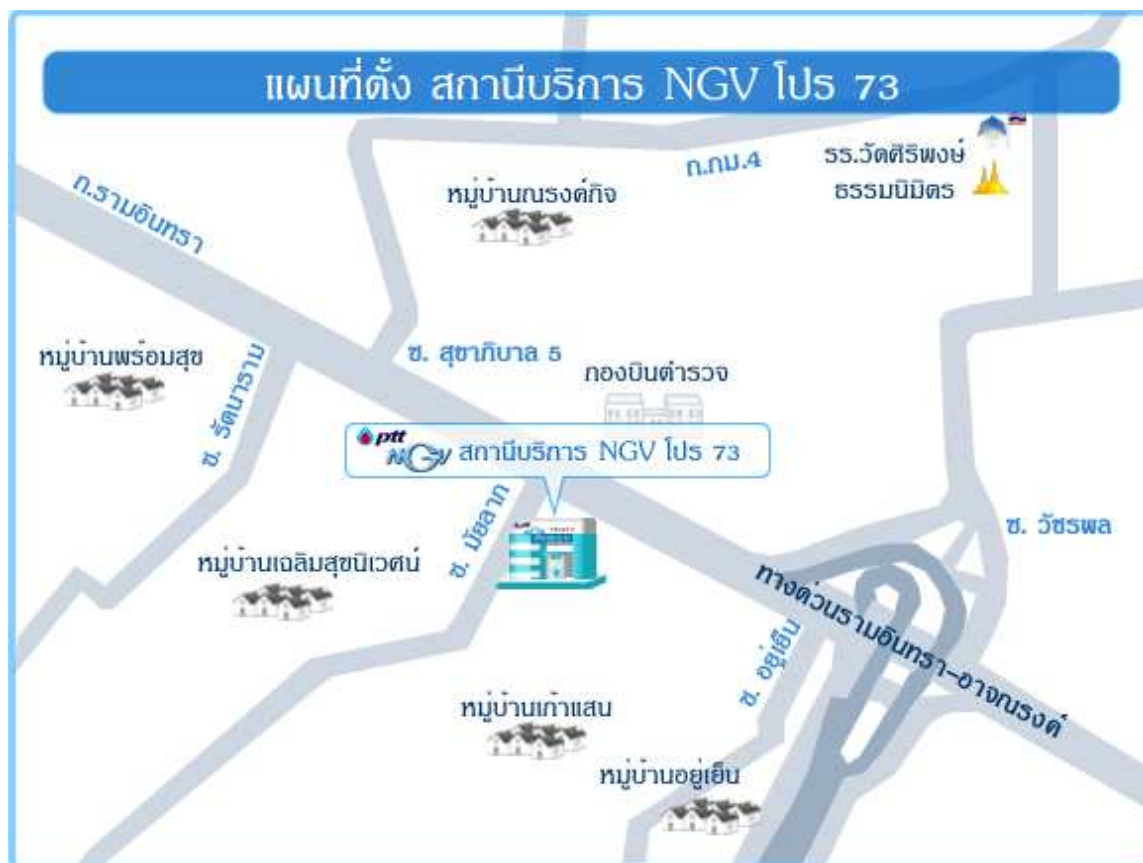 แผนที่ตั้ง สถานีบริการ NGV โปร 73
รร.วัดศิริพงษ์
ธรรมนิมิตร
ถ.กม.4
ถ.รามอินทรา
หมู่บ้านณรงค์กิจ
หมู่บ้านพร้อมสุข
ซ. สุขาภิบาล 5
กองบินตำรวจ
ซ. รัตนาราม
ptt
NGV สถานีบริการ NGV โปร 73
ซ. มัยลาภ
ซ. วัชรพล
หมู่บ้านเฉลิมสุขนิเวศน์
ทางด่วนรามอินทรา-อาจณรงค์
ซ. อยู่เย็น
หมู่บ้านเก้าแสน
หมู่บ้านอยู่เย็น